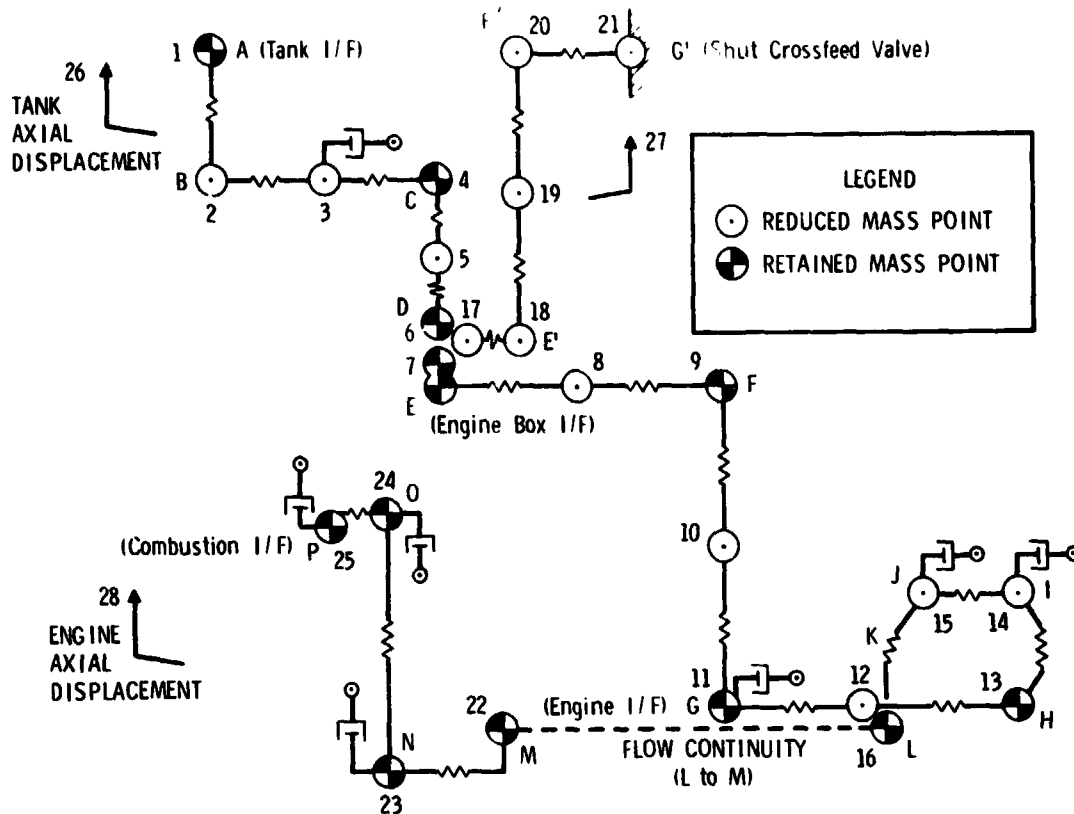 20
21
1
A (Tank I/F)
G' (Shut Crossfeed Valve)
26
TANK
AXIAL
DISPLACEMENT
27
B
2
3
C
4
19
LEGEND
REDUCED MASS POINT
RETAINED MASS POINT
5
D
6
17
18
E'
7
E
8
9
F
(Engine Box I/F)
24
O
(Combustion I/F)
P
25
10
28
ENGINE
AXIAL
DISPLACEMENT
J
I
K
15
14
11
G
12
13
H
(Engine I/F)
22
M
FLOW CONTINUITY
(L to M)
16
L
N
23